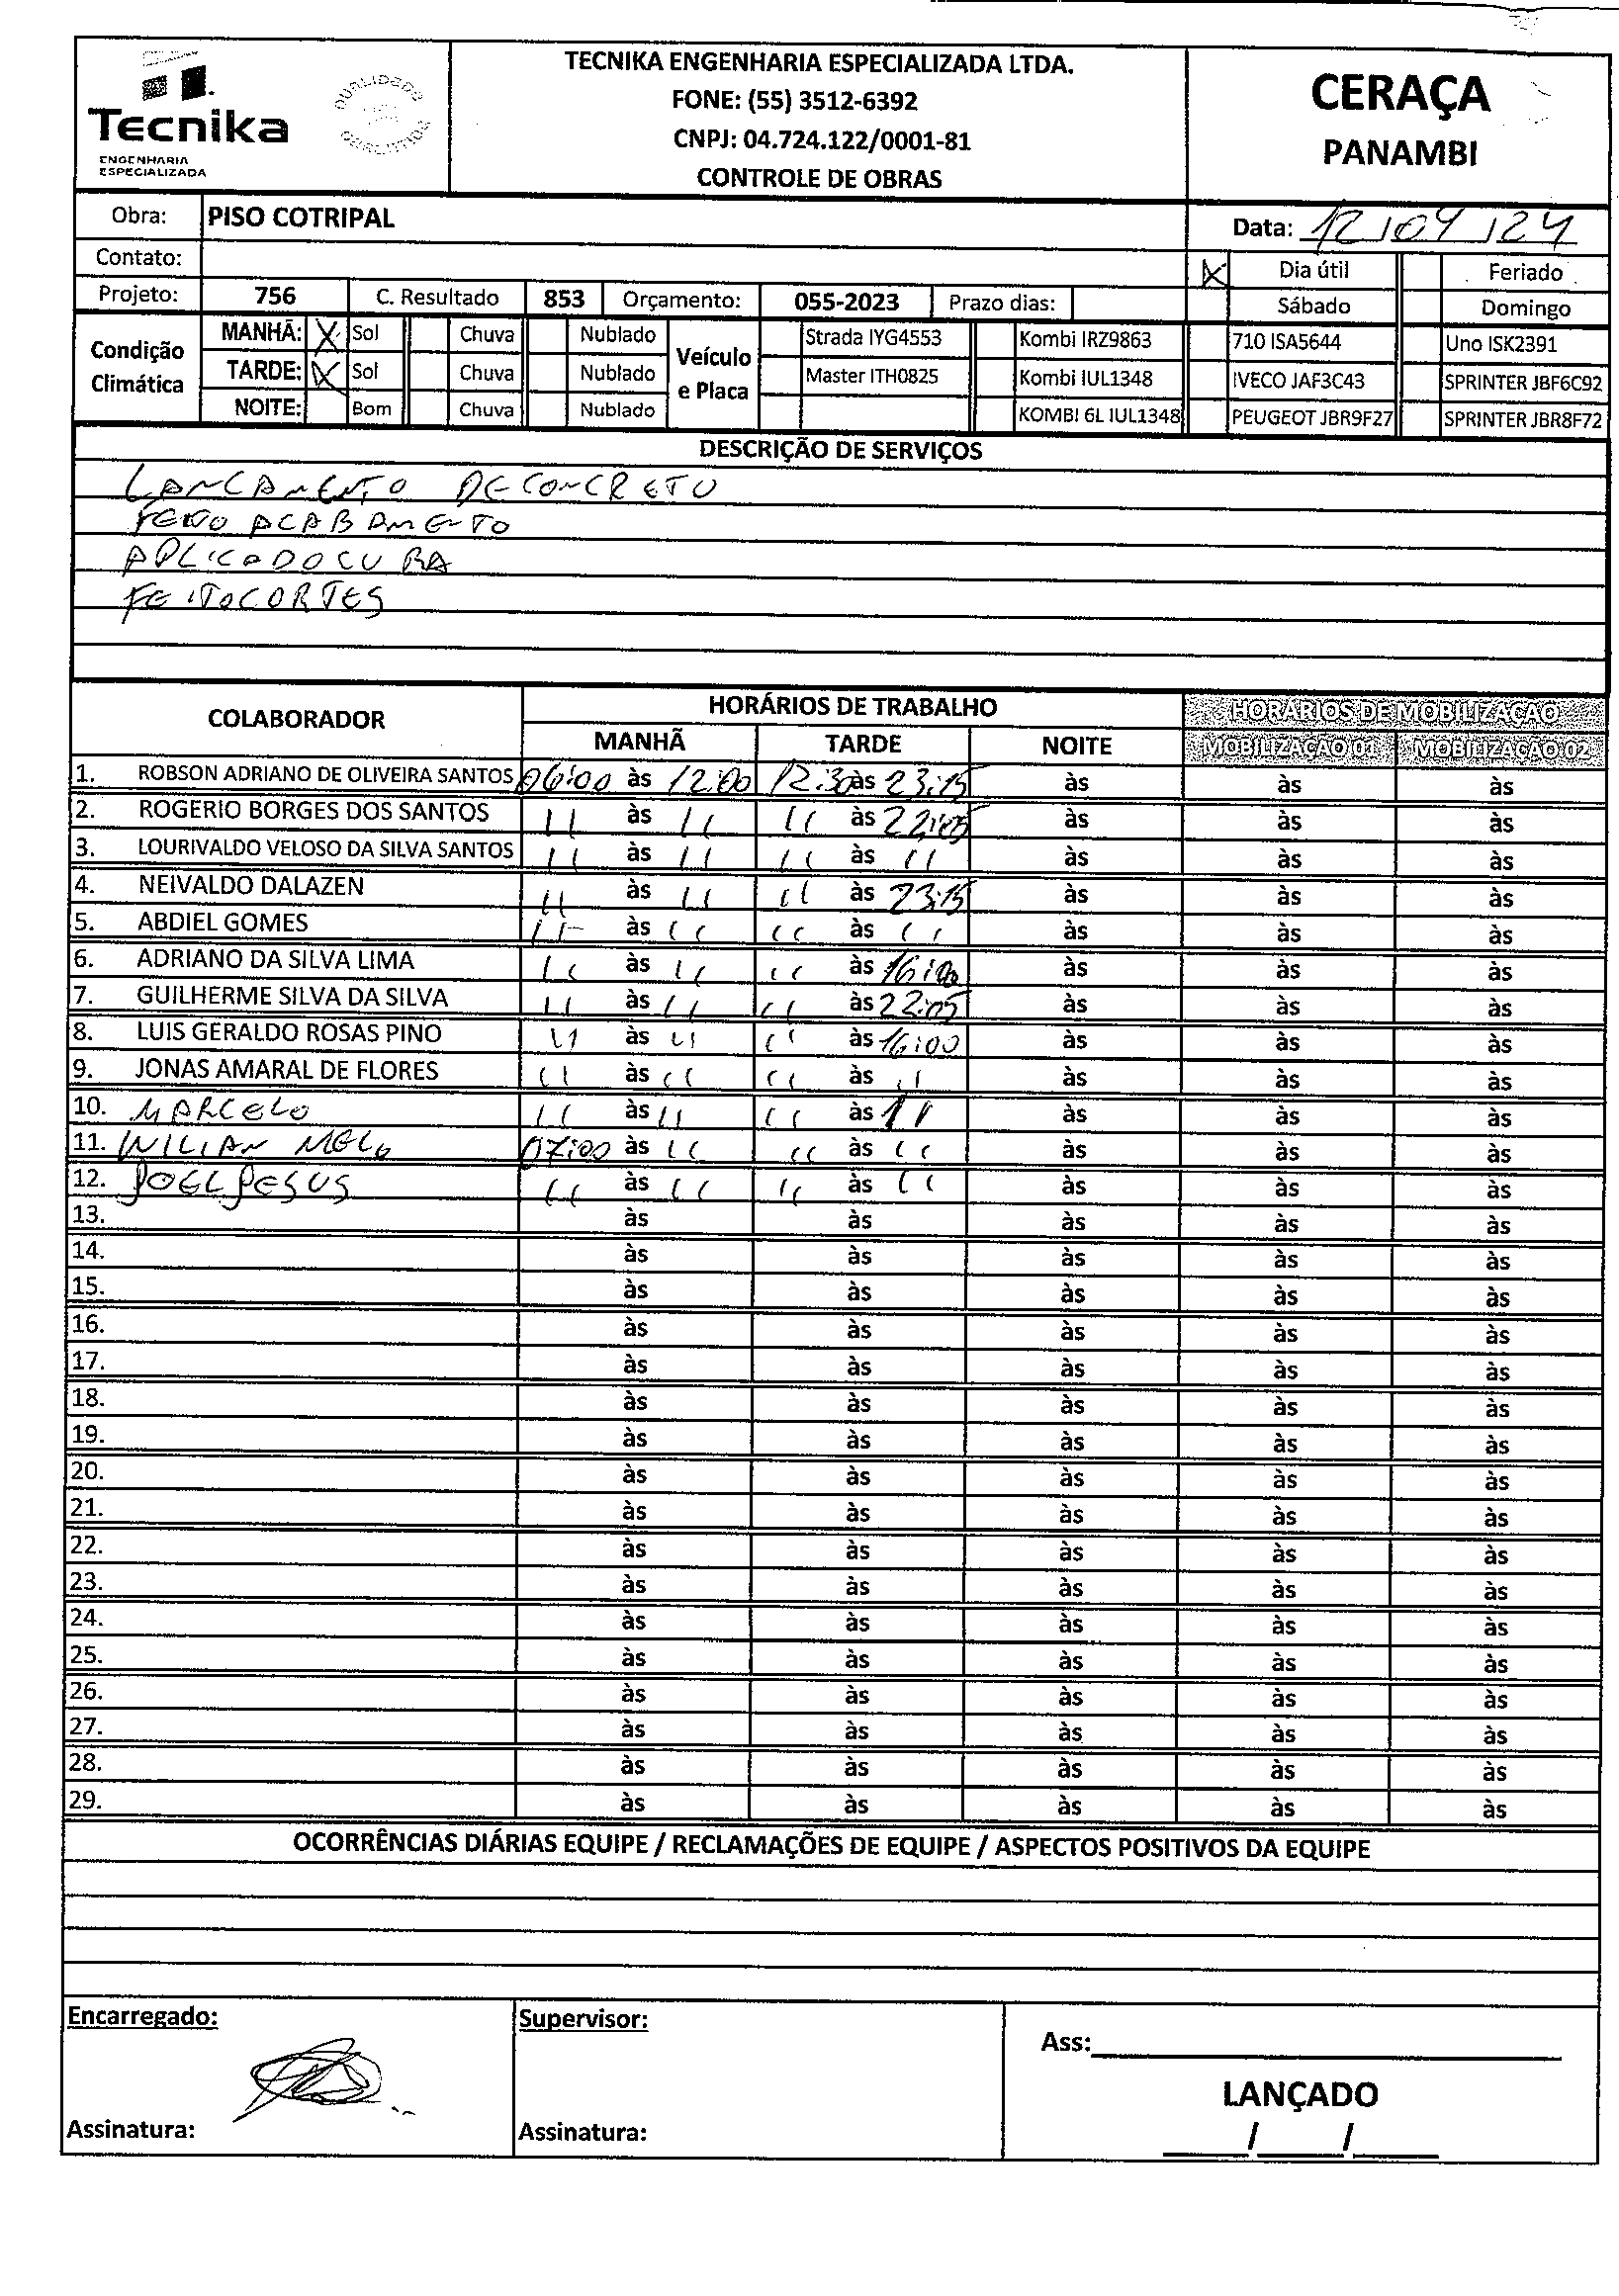 TECNIKA ENGENHARIA ESPECIALIZADA LTDA.
FONE: (55) 3512-6392
CNPJ: 04.724.122/0001-81
CONTROLE DE OBRAS
Tecnika
ENGENHARIA
ESPECIALIZADA
QUALIDADE
CERAÇA
PANAMBI
Obra: PISO COTRIPAL
Data: 12/04/24
Contato:
X Dia útil Feriado
Projeto: 756 C. Resultado 853 Orçamento: 055-2023 Prazo dias: Sábado Domingo
Condição Climática
MANHÃ: X Sol Chuva Nublado
TARDE: X Sol Chuva Nublado
NOITE: Bom Chuva Nublado
Veículo e Placa
Strada IYG4553 Kombi IRZ9863 710 ISA5644 Uno ISK2391
Master ITH0825 Kombi IUL1348 IVECO JAF3C43 SPRINTER JBF6C92
KOMBI 6L IUL1348 PEUGEOT JBR9F27 SPRINTER JBR8F72
DESCRIÇÃO DE SERVIÇOS
LANCAMENTO DE CONCRETO
FEITO ACABAMENTO
APLICADO CURA
FEITO CORTES
COLABORADOR HORÁRIOS DE TRABALHO HORÁRIOS DE MOBILIZAÇÃO
MANHÃ TARDE NOITE MOBILIZAÇÃO 01 MOBILIZAÇÃO 02
1. ROBSON ADRIANO DE OLIVEIRA SANTOS 06:00 às 12:00 12:30 às 23:15 às às às
2. ROGERIO BORGES DOS SANTOS 11 às 11 11 às 22:05 às às às
3. LOURIVALDO VELOSO DA SILVA SANTOS 11 às 11 11 às 11 às às às
4. NEIVALDO DALAZEN 11 às 11 11 às 23:15 às às às
5. ABDIEL GOMES 11 às 11 11 às 11 às às às
6. ADRIANO DA SILVA LIMA 11 às 11 11 às 16:00 às às às
7. GUILHERME SILVA DA SILVA 11 às 11 11 às 22:05 às às às
8. LUIS GERALDO ROSAS PINO 11 às 11 11 às 16:00 às às às
9. JONAS AMARAL DE FLORES 11 às 11 11 às 11 às às às
10. MARCELO 11 às 11 11 às 11 às às às
11. WILIAN MELO 07:00 às 11 11 às 11 às às às
12. JOEL JESUS 11 às 11 11 às 11 às às às
13. às às às às às
14. às às às às às
15. às às às às às
16. às às às às às
17. às às às às às
18. às às às às às
19. às às às às às
20. às às às às às
21. às às às às às
22. às às às às às
23. às às às às às
24. às às às às às
25. às às às às às
26. às às às às às
27. às às às às às
28. às às às às às
29. às às às às às
OCORRÊNCIAS DIÁRIAS EQUIPE / RECLAMAÇÕES DE EQUIPE / ASPECTOS POSITIVOS DA EQUIPE
Encarregado: Supervisor:
Ass:
LANÇADO
Assinatura: Assinatura:
/ /